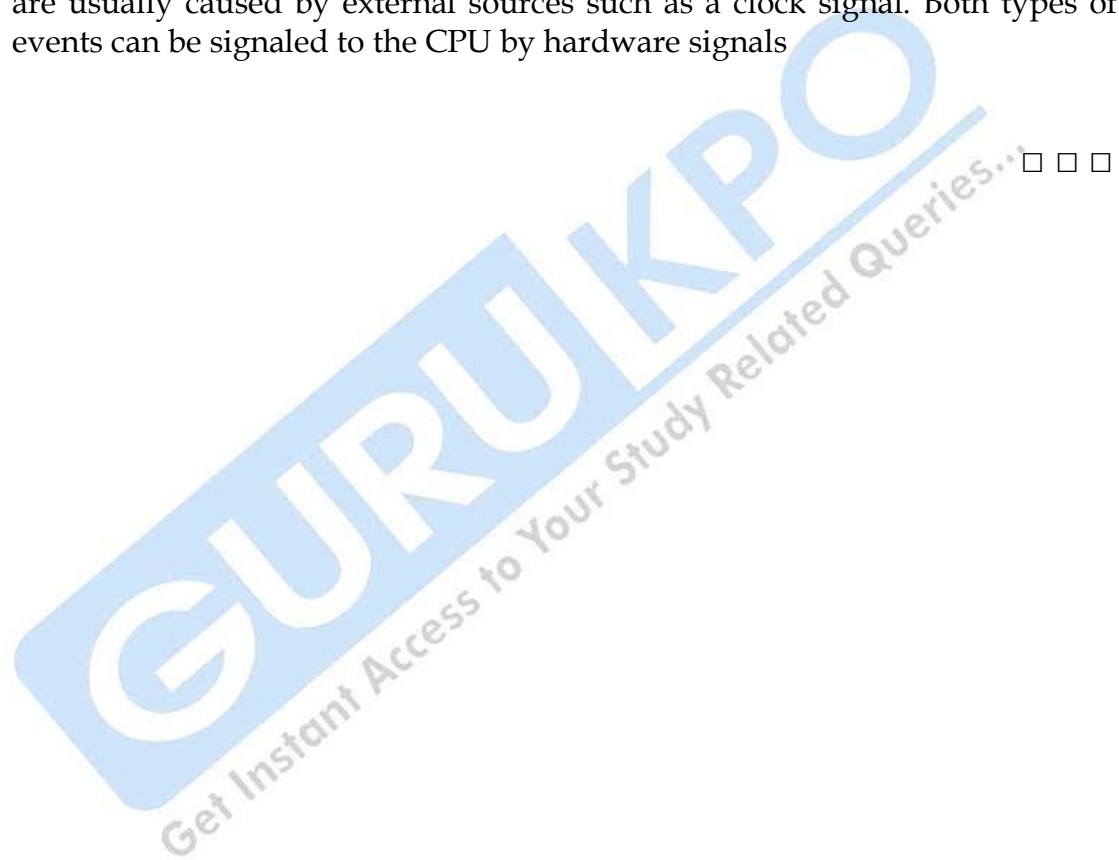 are usually caused by external sources such as a clock signal. Both types of
events can be signaled to the CPU by hardware signals
□ □ □
GURUKPO
Get Instant Access to Your Study Related Queries...